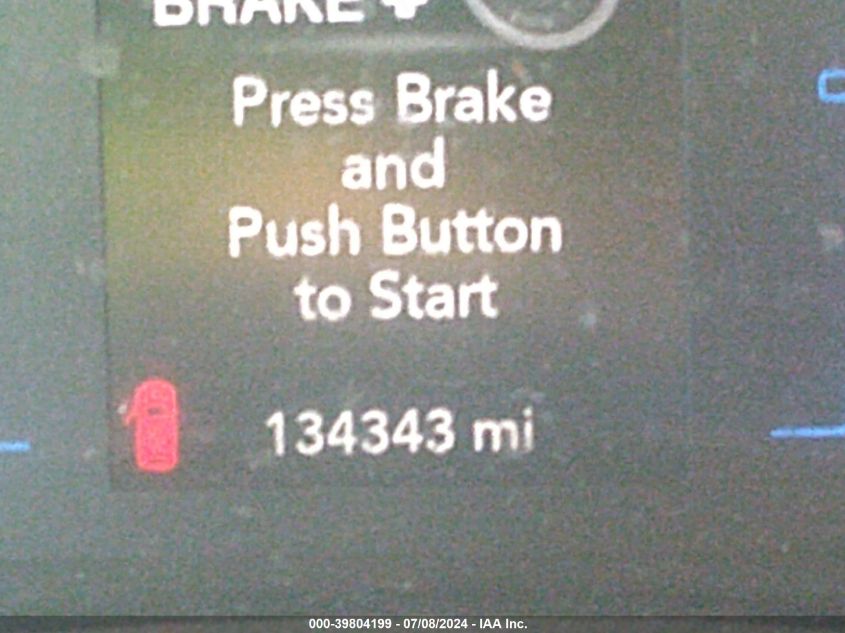 BRAKE +
Press Brake
and
Push Button
to Start
134343 mi
000-39804199 - 07/08/2024 - IAA Inc.